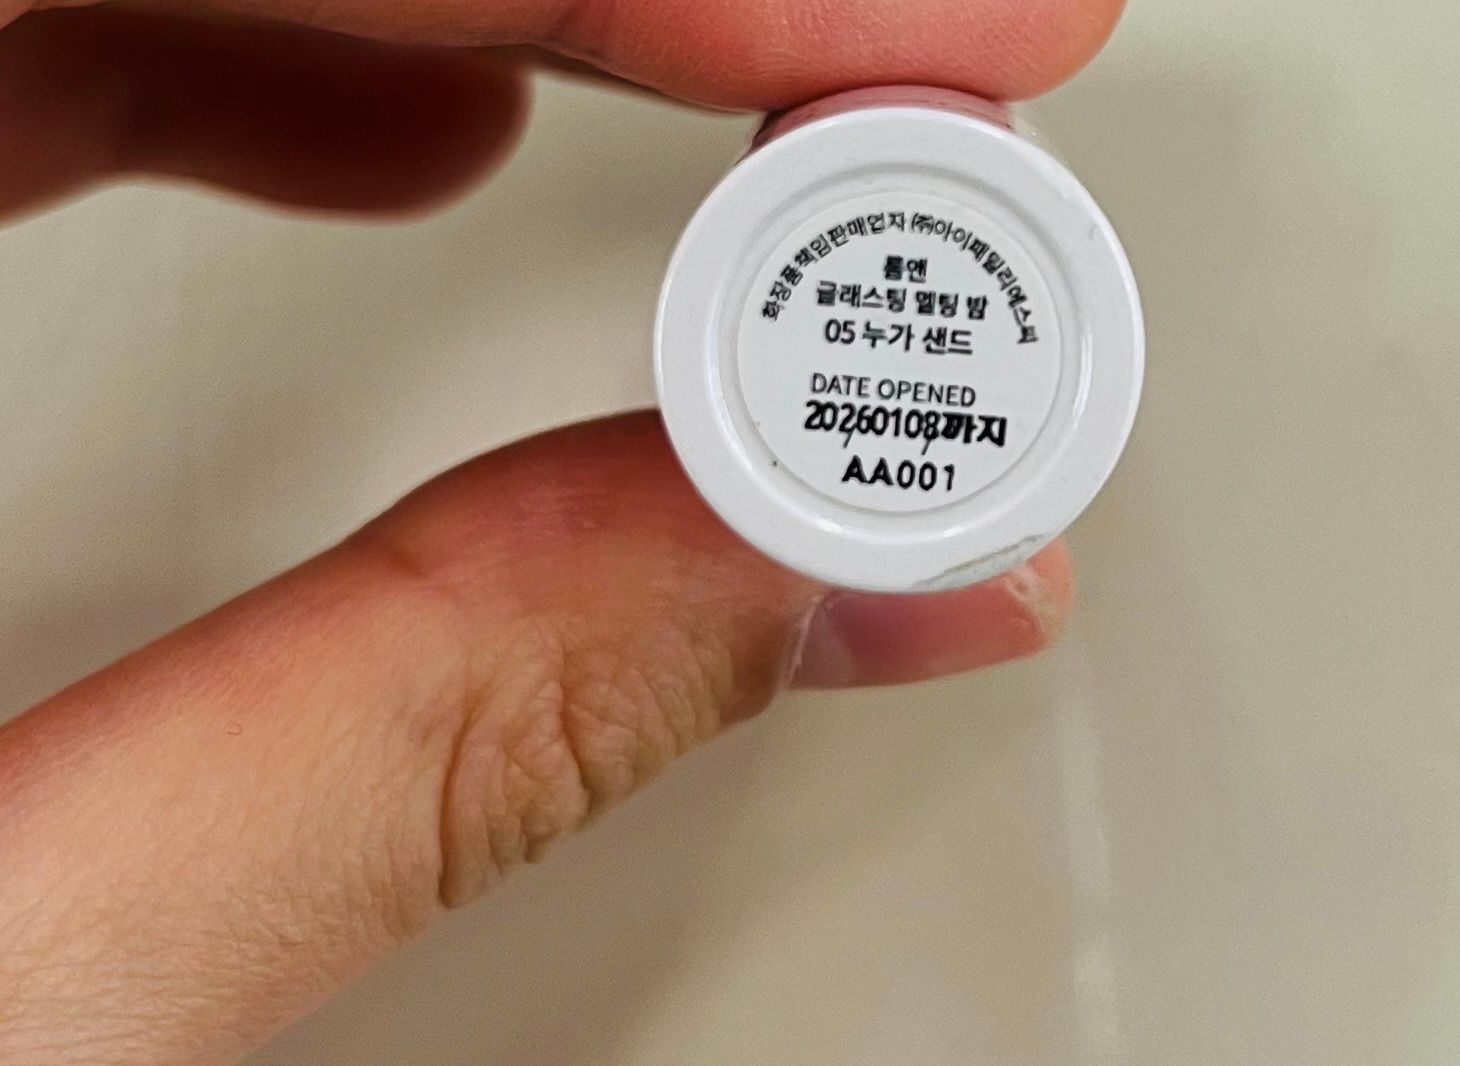 화장품책임판매업자 ㈜아이패밀리에스씨
롬앤
글래스팅 멜팅 밤
05 누가 샌드
DATE OPENED
20260108까지
AA001